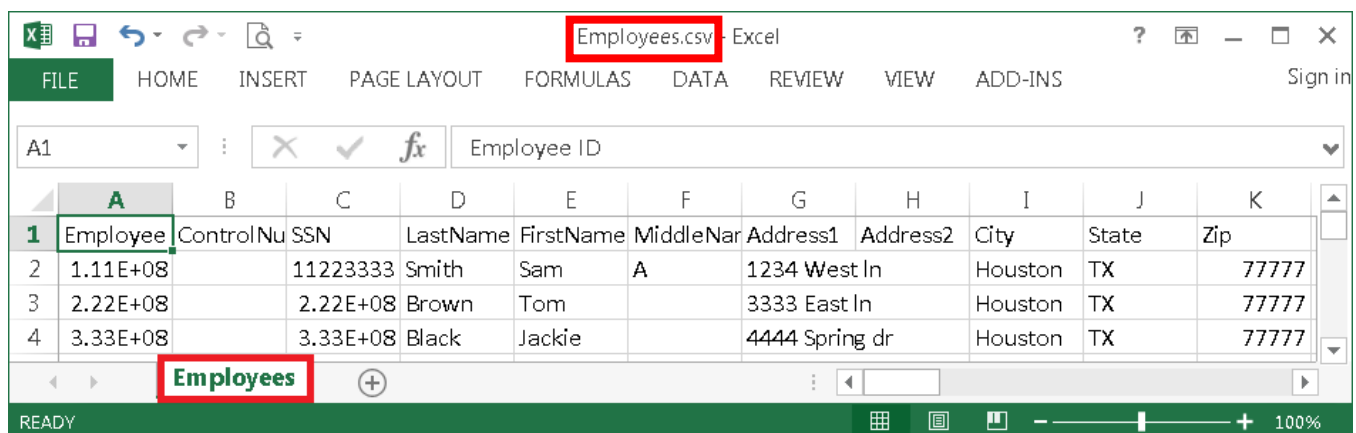 Employees.csv - Excel
FILE HOME INSERT PAGE LAYOUT FORMULAS DATA REVIEW VIEW ADD-INS Sign in
A1 fx Employee ID
A B C D E F G H I J K
1 Employee ControlNu SSN LastName FirstName MiddleNar Address1 Address2 City State Zip
2 1.11E+08 11223333 Smith Sam A 1234 West ln Houston TX 77777
3 2.22E+08 2.22E+08 Brown Tom 3333 East ln Houston TX 77777
4 3.33E+08 3.33E+08 Black Jackie 4444 Spring dr Houston TX 77777
Employees
READY 100%